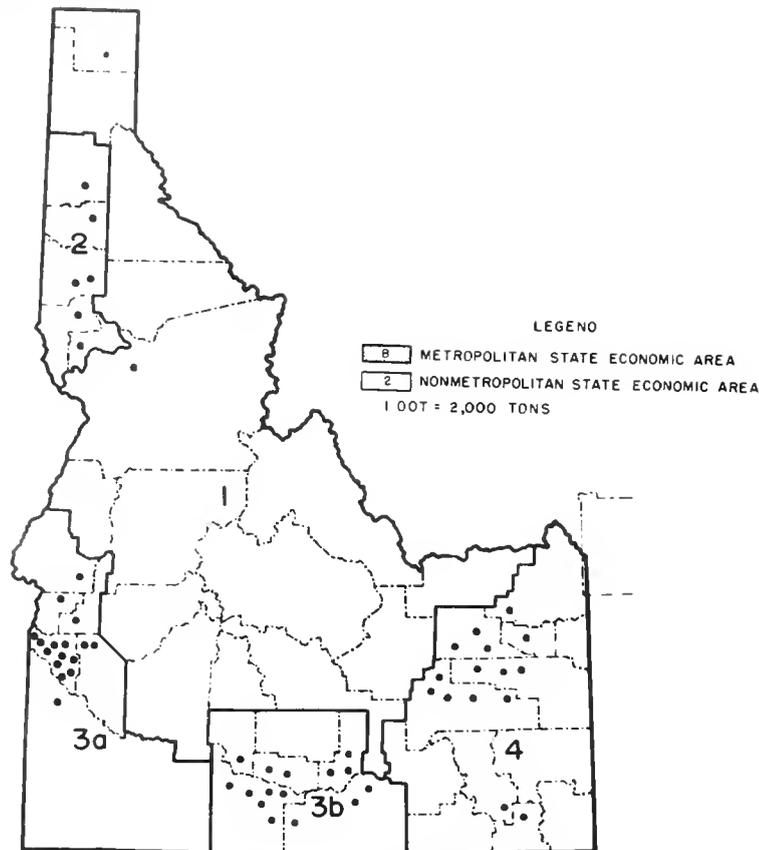 2
LEGENO
8 METROPOLITAN STATE ECONOMIC AREA
2 NONMETROPOLITAN STATE ECONOMIC AREA
1 DOT = 2,000 TONS
1
3a
4
3b